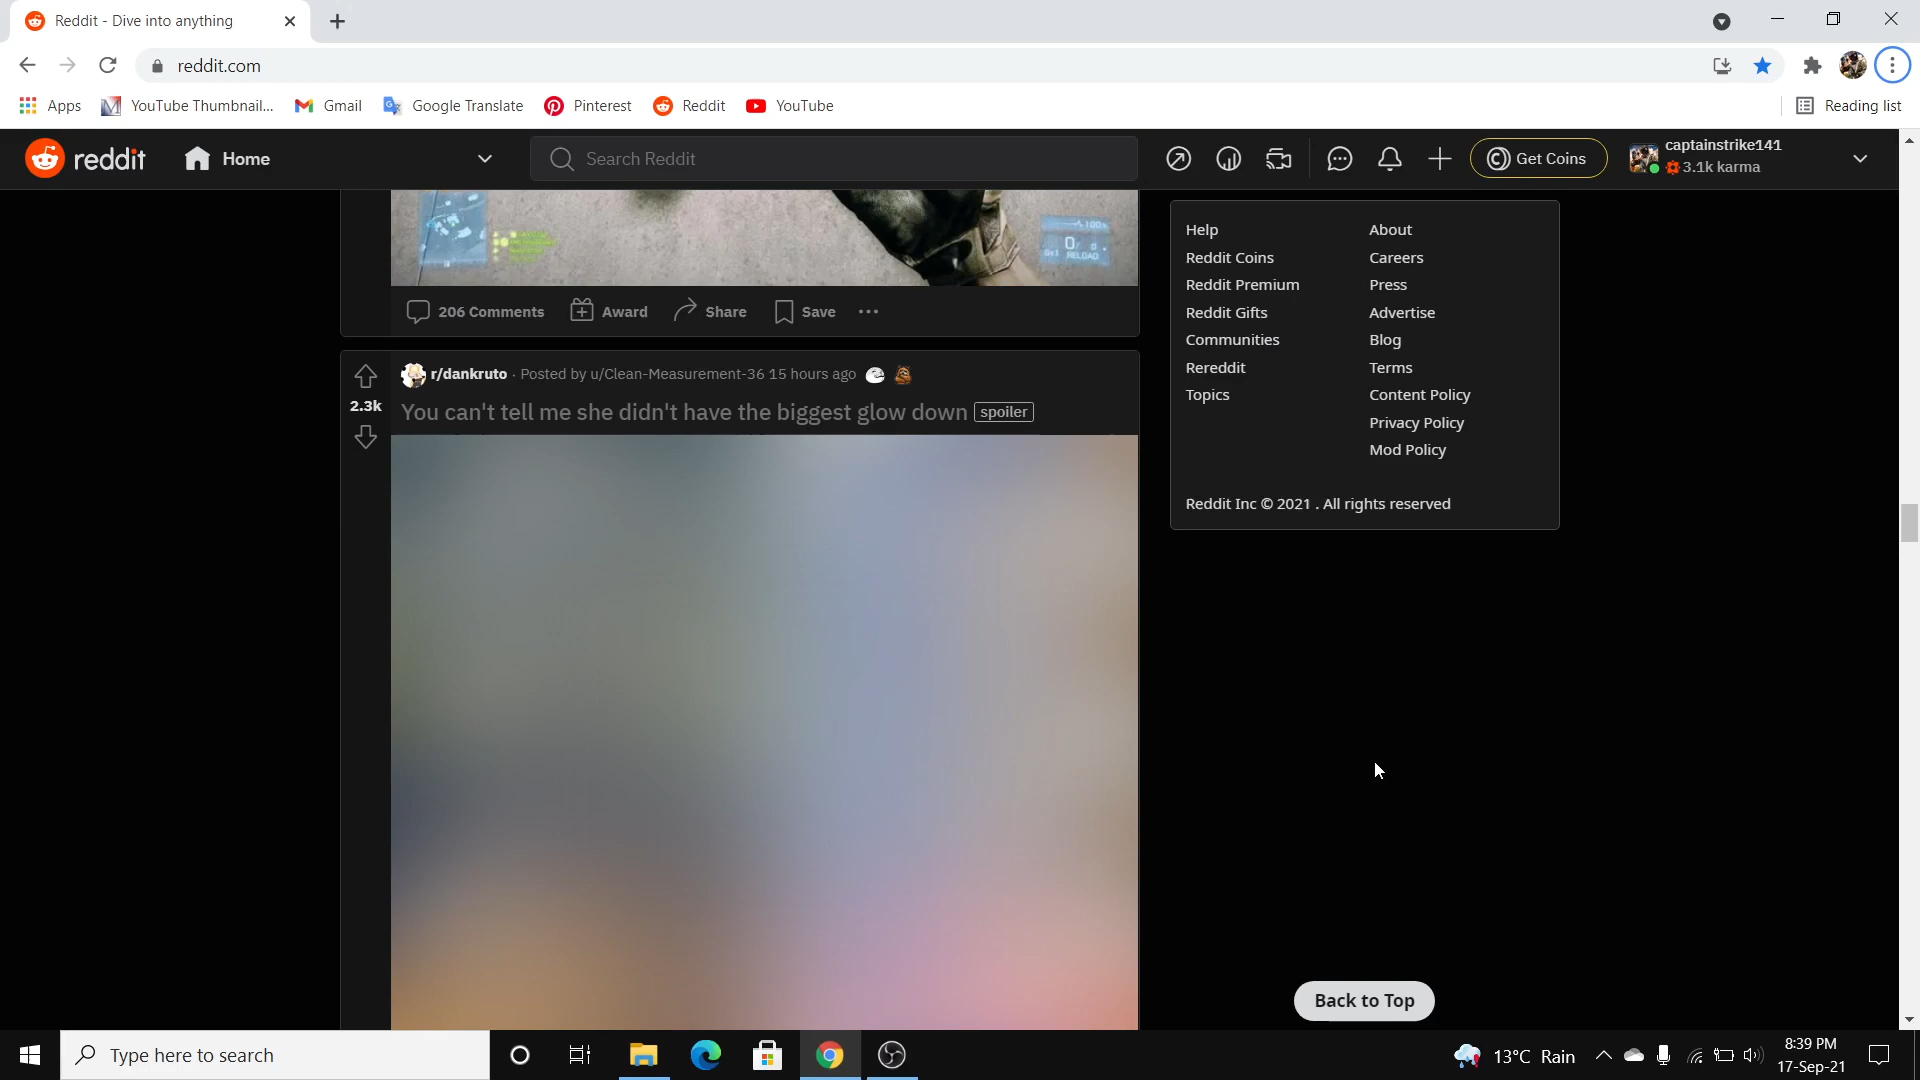 Reddit - Dive into anything
reddit.com
Apps YouTube Thumbnail... Gmail Google Translate Pinterest Reddit YouTube Reading list
reddit Home Search Reddit Get Coins captainstrike141
3.1k karma
100%
RELOAD
206 Comments Award Share Save
Help About
Reddit Coins Careers
Reddit Premium Press
Reddit Gifts Advertise
Communities Blog
Rereddit Terms
Topics Content Policy
Privacy Policy
Mod Policy
Reddit Inc © 2021 . All rights reserved
r/dankruto · Posted by u/Clean-Measurement-36 15 hours ago
2.3k
You can't tell me she didn't have the biggest glow down spoiler
Back to Top
Type here to search
13°C Rain
8:39 PM
17-Sep-21